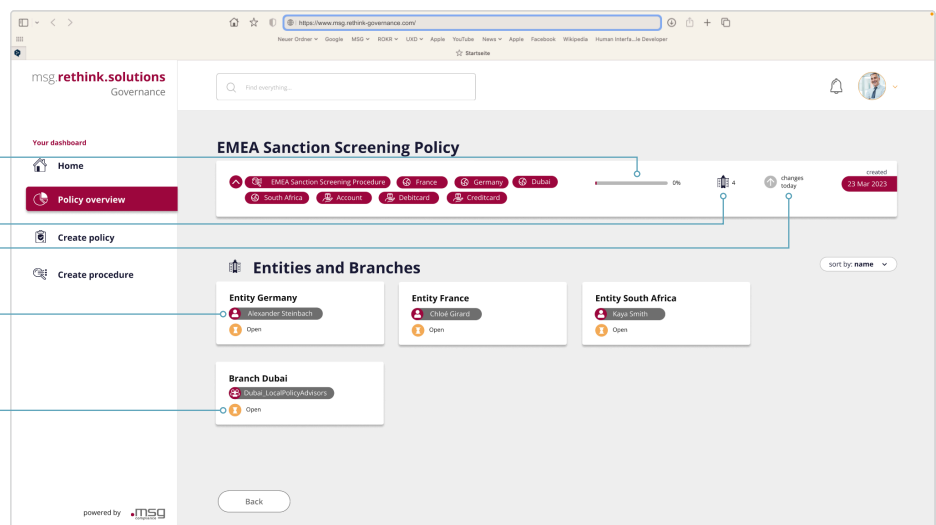 https://www.msg.rethink-governance.com/
Neuer Ordner Google MSG ROKR UXD Apple YouTube News Apple Facebook Wikipedia Human Interfa...le Developer
Startseite
msg.rethink.solutions
Governance
Find everything...
Your dashboard
Home
Policy overview
Create policy
Create procedure
EMEA Sanction Screening Policy
EMEA Sanction Screening Procedure France Germany Dubai
South Africa Account Debitcard Creditcard
0%
4
changes
today
created
23 Mar 2023
Entities and Branches
sort by: name
Entity Germany
Alexander Steinbach
Open
Entity France
Chloé Girard
Open
Entity South Africa
Kaya Smith
Open
Branch Dubai
Dubai_LocalPolicyAdvisors
Open
Back
powered by .msg
compliance